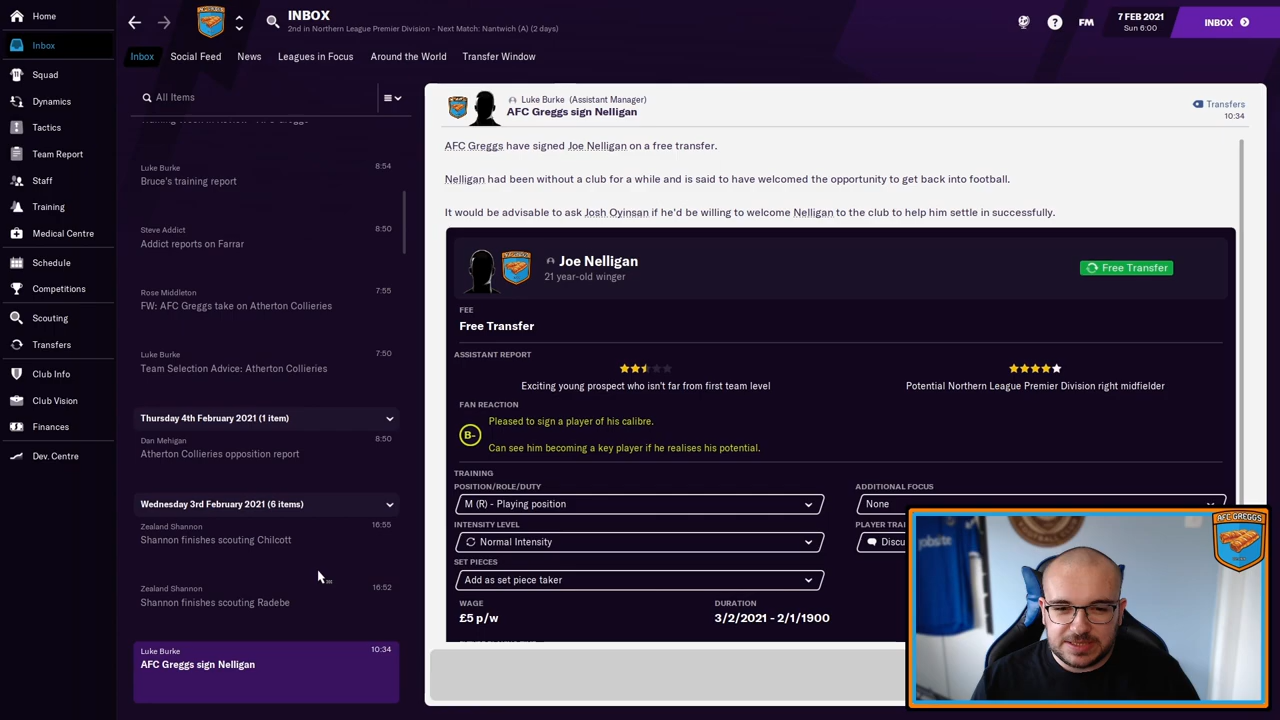 Home
Inbox
Squad
Dynamics
Tactics
Team Report
Staff
Training
Medical Centre
Schedule
Competitions
Scouting
Transfers
Club Info
Club Vision
Finances
Dev. Centre
INBOX
2nd in Northern League Premier Division - Next Match: Nantwich (A) (2 days)
FM
7 FEB 2021
Sun 6:00
INBOX
Inbox Social Feed News Leagues in Focus Around the World Transfer Window
All Items
Luke Burke 8:54
Bruce's training report
Steve Addict 8:50
Addict reports on Farrar
Rose Middleton 7:55
FW: AFC Greggs take on Atherton Collieries
Luke Burke 7:50
Team Selection Advice: Atherton Collieries
Thursday 4th February 2021 (1 item)
Dan Mehigan 8:50
Atherton Collieries opposition report
Wednesday 3rd February 2021 (6 items)
Zealand Shannon 16:55
Shannon finishes scouting Chilcott
Zealand Shannon 16:52
Shannon finishes scouting Radebe
Luke Burke 10:34
AFC Greggs sign Nelligan
Luke Burke (Assistant Manager)
AFC Greggs sign Nelligan
Transfers
10:34
AFC Greggs have signed Joe Nelligan on a free transfer.
Nelligan had been without a club for a while and is said to have welcomed the opportunity to get back into football.
It would be advisable to ask Josh Oyinsan if he'd be willing to welcome Nelligan to the club to help him settle in successfully.
Joe Nelligan
21 year-old winger
Free Transfer
FEE
Free Transfer
ASSISTANT REPORT
Exciting young prospect who isn't far from first team level
Potential Northern League Premier Division right midfielder
FAN REACTION
B-
Pleased to sign a player of his calibre.
Can see him becoming a key player if he realises his potential.
TRAINING
POSITION/ROLE/DUTY
M (R) - Playing position
ADDITIONAL FOCUS
None
INTENSITY LEVEL
Normal Intensity
PLAYER TRAI
Discu
SET PIECES
Add as set piece taker
WAGE
£5 p/w
DURATION
3/2/2021 - 2/1/1900
AFC GREGGS